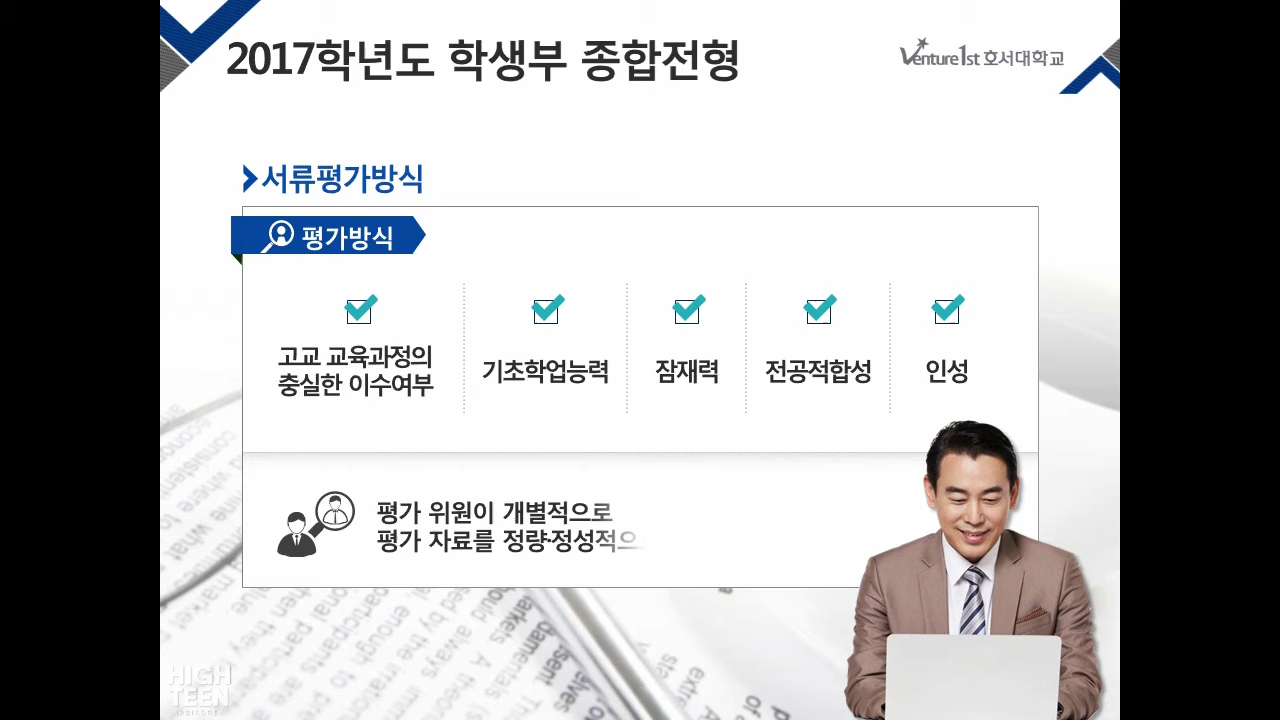 2017학년도 학생부 종합전형
Venture1st 호서대학교
서류평가방식
평가방식
고교 교육과정의
충실한 이수여부
기초학업능력
잠재력
전공적합성
인성
평가 위원이 개별적으로
평가 자료를 정량·정성적으
HIGH
TEEN